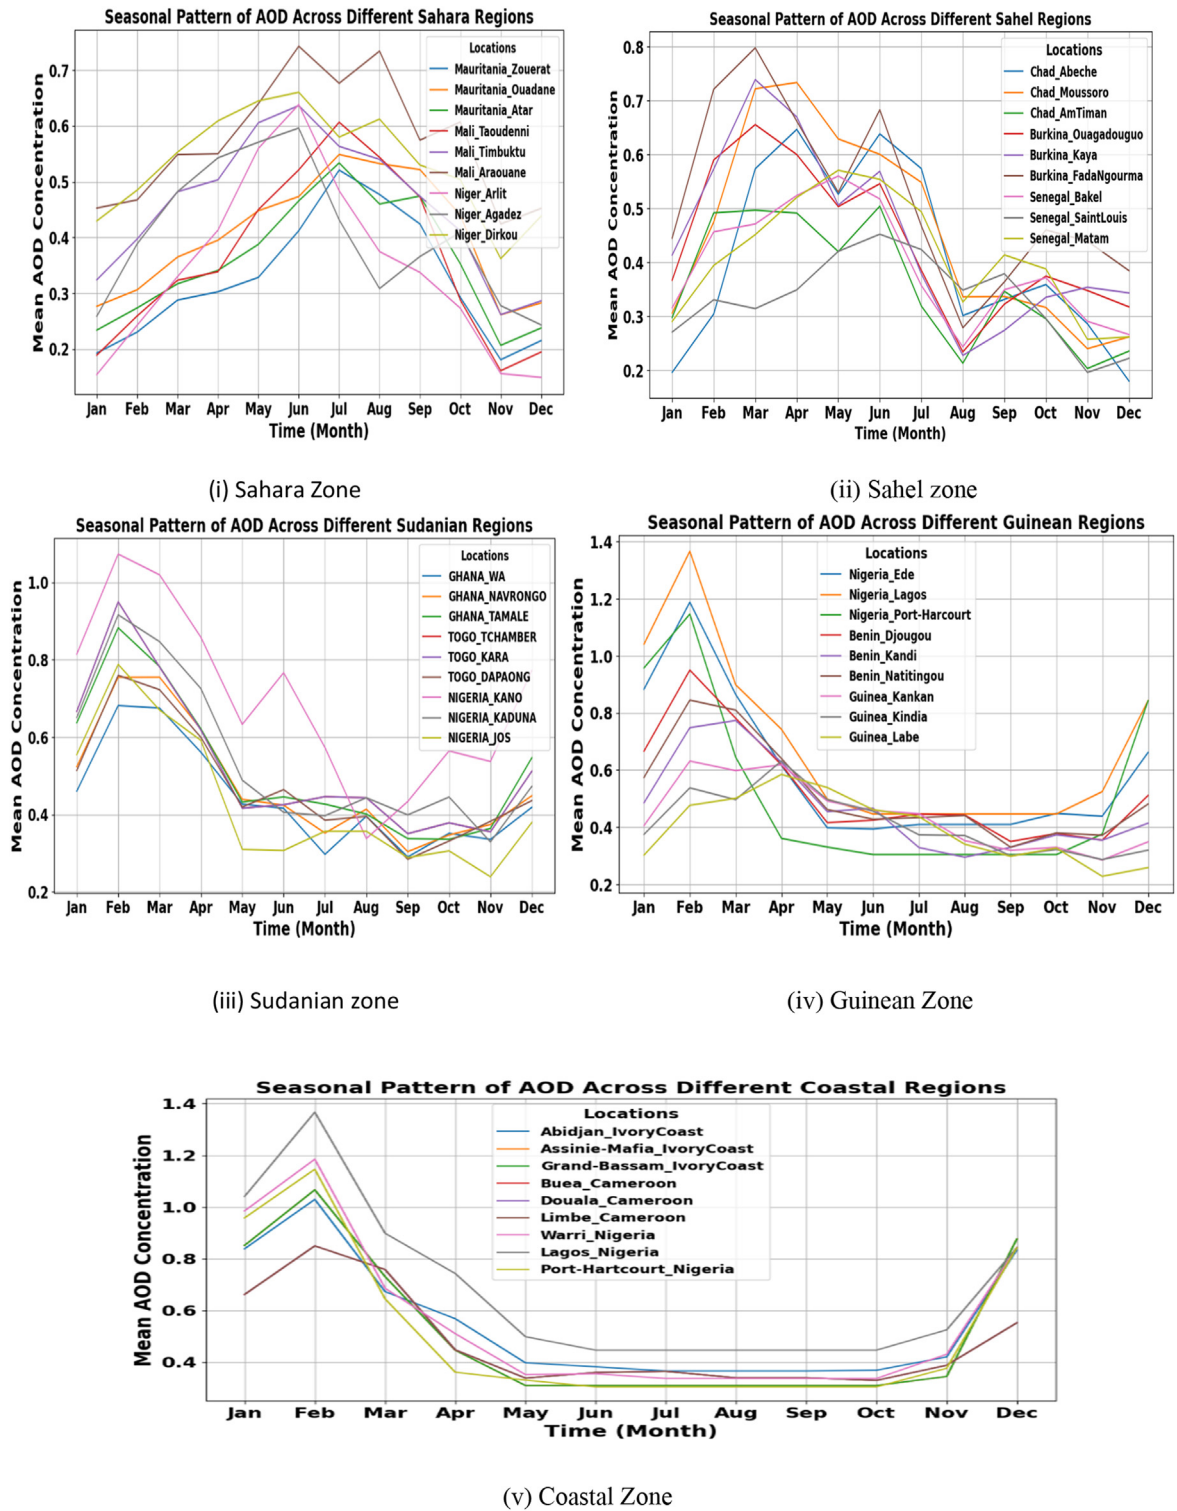 Seasonal Pattern of AOD Across Different Sahara Regions
Mean AOD Concentration
0.7
0.6
0.5
0.4
0.3
0.2
Locations
Mauritania_Zouerat
Mauritania_Ouadane
Mauritania_Atar
Mali_Taoudenni
Mali_Timbuktu
Mali_Araouane
Niger_Arlit
Niger_Agadez
Niger_Dirkou
Jan Feb Mar Apr May Jun Jul Aug Sep Oct Nov Dec
Time (Month)
(i) Sahara Zone
Seasonal Pattern of AOD Across Different Sahel Regions
Mean AOD Concentration
0.8
0.7
0.6
0.5
0.4
0.3
0.2
Locations
Chad_Abeche
Chad_Moussoro
Chad_AmTiman
Burkina_Ouagadouguo
Burkina_Kaya
Burkina_FadaNgourma
Senegal_Bakel
Senegal_SaintLouis
Senegal_Matam
Jan Feb Mar Apr May Jun Jul Aug Sep Oct Nov Dec
Time (Month)
(ii) Sahel zone
Seasonal Pattern of AOD Across Different Sudanian Regions
Mean AOD Concentration
1.0
0.8
0.6
0.4
0.2
Locations
GHANA_WA
GHANA_NAVRONGO
GHANA_TAMALE
TOGO_TCHAMBER
TOGO_KARA
TOGO_DAPAONG
NIGERIA_KANO
NIGERIA_KADUNA
NIGERIA_JOS
Jan Feb Mar Apr May Jun Jul Aug Sep Oct Nov Dec
Time (Month)
(iii) Sudanian zone
Seasonal Pattern of AOD Across Different Guinean Regions
Mean AOD Concentration
1.4
1.2
1.0
0.8
0.6
0.4
0.2
Locations
Nigeria_Ede
Nigeria_Lagos
Nigeria_Port-Harcourt
Benin_Djougou
Benin_Kandi
Benin_Natitingou
Guinea_Kankan
Guinea_Kindia
Guinea_Labe
Jan Feb Mar Apr May Jun Jul Aug Sep Oct Nov Dec
Time (Month)
(iv) Guinean Zone
Seasonal Pattern of AOD Across Different Coastal Regions
Mean AOD Concentration
1.4
1.2
1.0
0.8
0.6
0.4
Locations
Abidjan_IvoryCoast
Assinie-Mafia_IvoryCoast
Grand-Bassam_IvoryCoast
Buea_Cameroon
Douala_Cameroon
Limbe_Cameroon
Warri_Nigeria
Lagos_Nigeria
Port-Hartcourt_Nigeria
Jan Feb Mar Apr May Jun Jul Aug Sep Oct Nov Dec
Time (Month)
(v) Coastal Zone